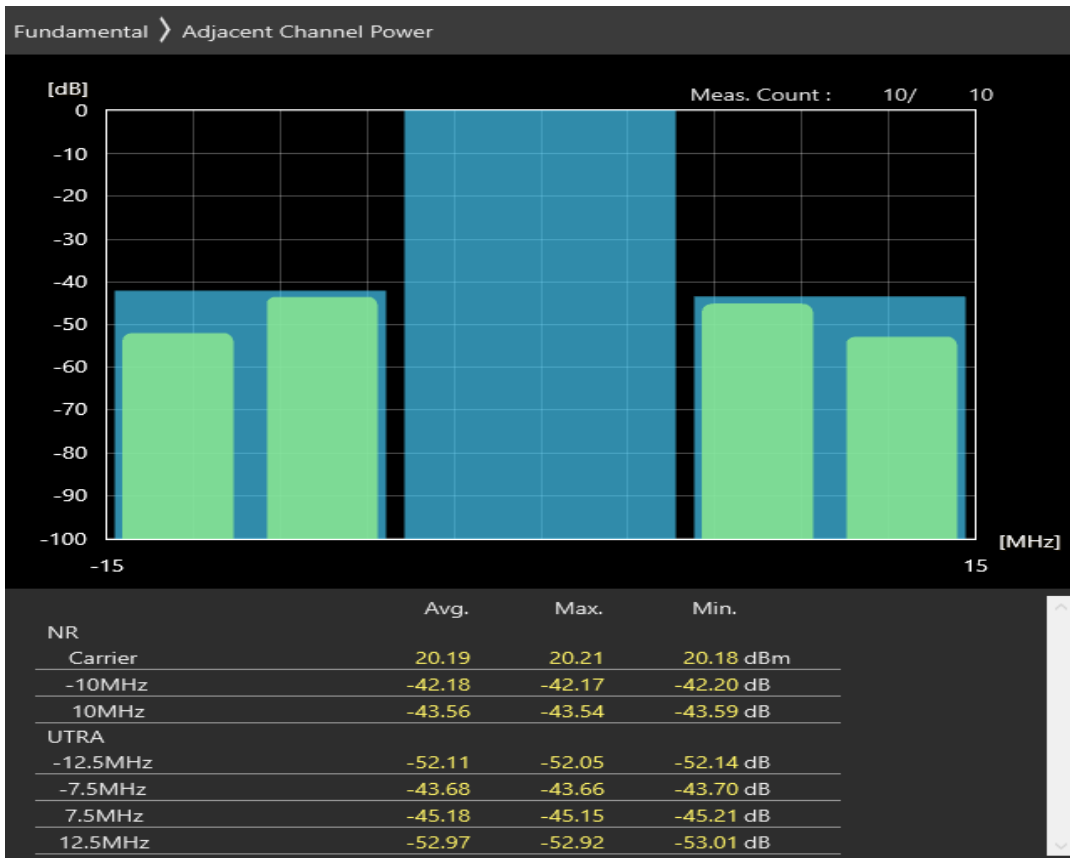 Fundamental 〉 Adjacent Channel Power
[dB]
Meas. Count : 10/ 10
0
-10
-20
-30
-40
-50
-60
-70
-80
-90
-100
[MHz]
-15 15
Avg. Max. Min.
NR
Carrier 20.19 20.21 20.18 dBm
-10MHz -42.18 -42.17 -42.20 dB
10MHz -43.56 -43.54 -43.59 dB
UTRA
-12.5MHz -52.11 -52.05 -52.14 dB
-7.5MHz -43.68 -43.66 -43.70 dB
7.5MHz -45.18 -45.15 -45.21 dB
12.5MHz -52.97 -52.92 -53.01 dB